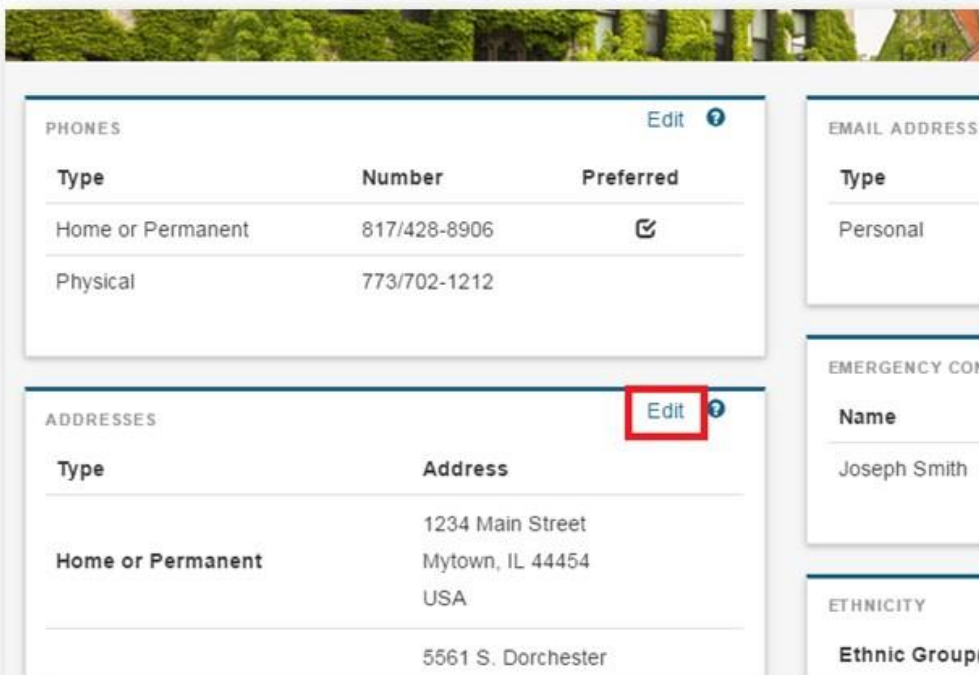 PHONES Edit
Type Number Preferred
Home or Permanent 817/428-8906
Physical 773/702-1212
ADDRESSES Edit
Type Address
1234 Main Street
Home or Permanent Mytown, IL 44454
USA
5561 S. Dorchester
EMAIL ADDRESS
Type
Personal
EMERGENCY CON
Name
Joseph Smith
ETHNICITY
Ethnic Group